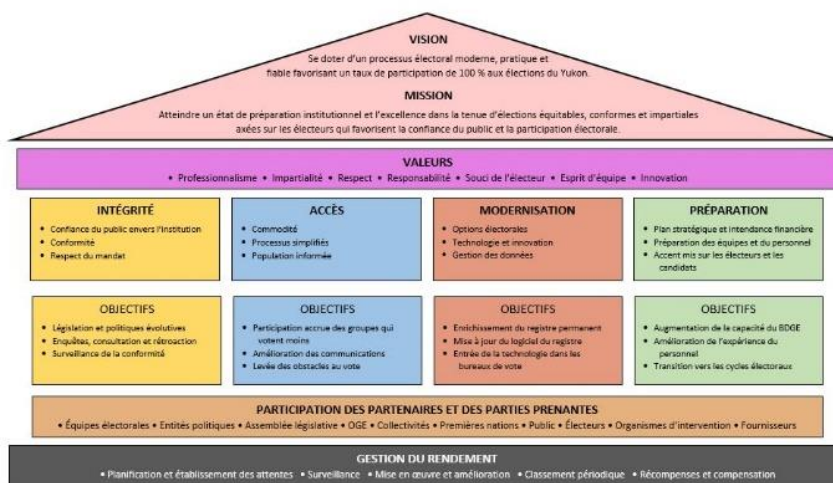 VISION
Se doter d'un processus électoral moderne, pratique et
fiable favorisant un taux de participation de 100 % aux élections du Yukon.
MISSION
Atteindre un état de préparation institutionnel et l'excellence dans la tenue d'élections équitables, conformes et impartiales
axées sur les électeurs qui favorisent la confiance du public et la participation électorale.
VALEURS
• Professionnalisme • Impartialité • Respect • Responsabilité • Souci de l'électeur • Esprit d'équipe • Innovation
INTÉGRITÉ
• Confiance du public envers l'institution
• Conformité
• Respect du mandat
ACCÈS
• Commodité
• Processus simplifiés
• Population informée
MODERNISATION
• Options électorales
• Technologie et innovation
• Gestion des données
PRÉPARATION
• Plan stratégique et intendance financière
• Préparation des équipes et du personnel
• Accent mis sur les électeurs et les
candidats
OBJECTIFS
• Législation et politiques évolutives
• Enquêtes, consultation et rétroaction
• Surveillance de la conformité
OBJECTIFS
• Participation accrue des groupes qui
votent moins
• Amélioration des communications
• Levée des obstacles au vote
OBJECTIFS
• Enrichissement du registre permanent
• Mise à jour du logiciel du registre
• Entrée de la technologie dans les
bureaux de vote
OBJECTIFS
• Augmentation de la capacité du BDGE
• Amélioration de l'expérience du
personnel
• Transition vers les cycles électoraux
PARTICIPATION DES PARTENAIRES ET DES PARTIES PRENANTES
• Équipes électorales • Entités politiques • Assemblée législative • OGE • Collectivités • Premières nations • Public • Électeurs • Organismes d'intervention • Fournisseurs
GESTION DU RENDEMENT
• Planification et établissement des attentes • Surveillance • Mise en œuvre et amélioration • Classement périodique • Récompenses et compensation